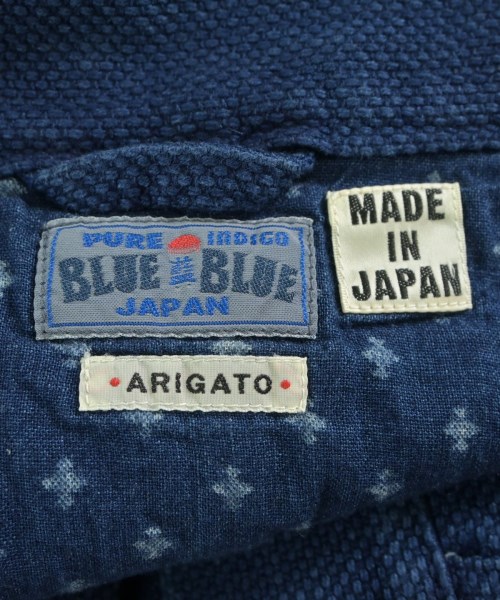 PURE INDIGO
BLUE BLUE
JAPAN
MADE
IN
JAPAN
• ARIGATO •